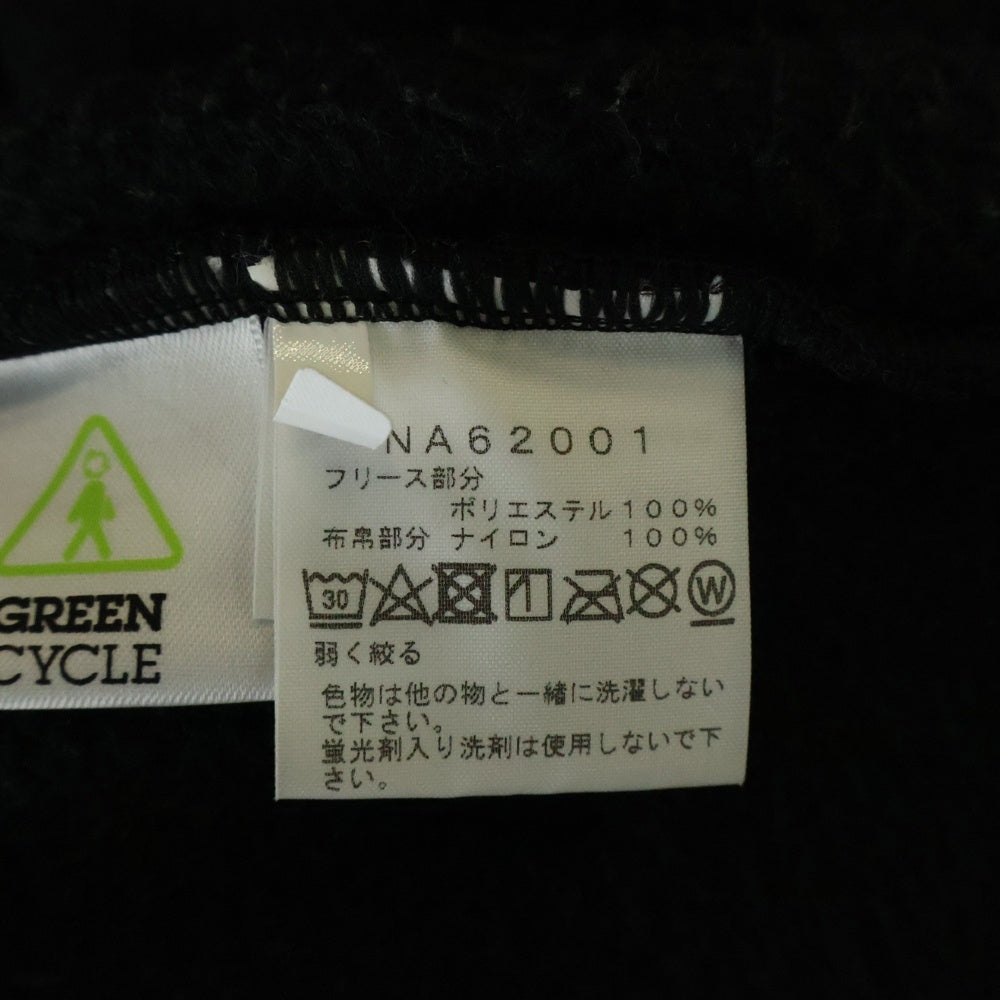 GREEN
CYCLE
NA62001
フリース部分
ポリエステル100%
布帛部分 ナイロン 100%
30 W
弱く絞る
色物は他の物と一緒に洗濯しない
で下さい。
蛍光剤入り洗剤は使用しないで下
さい。